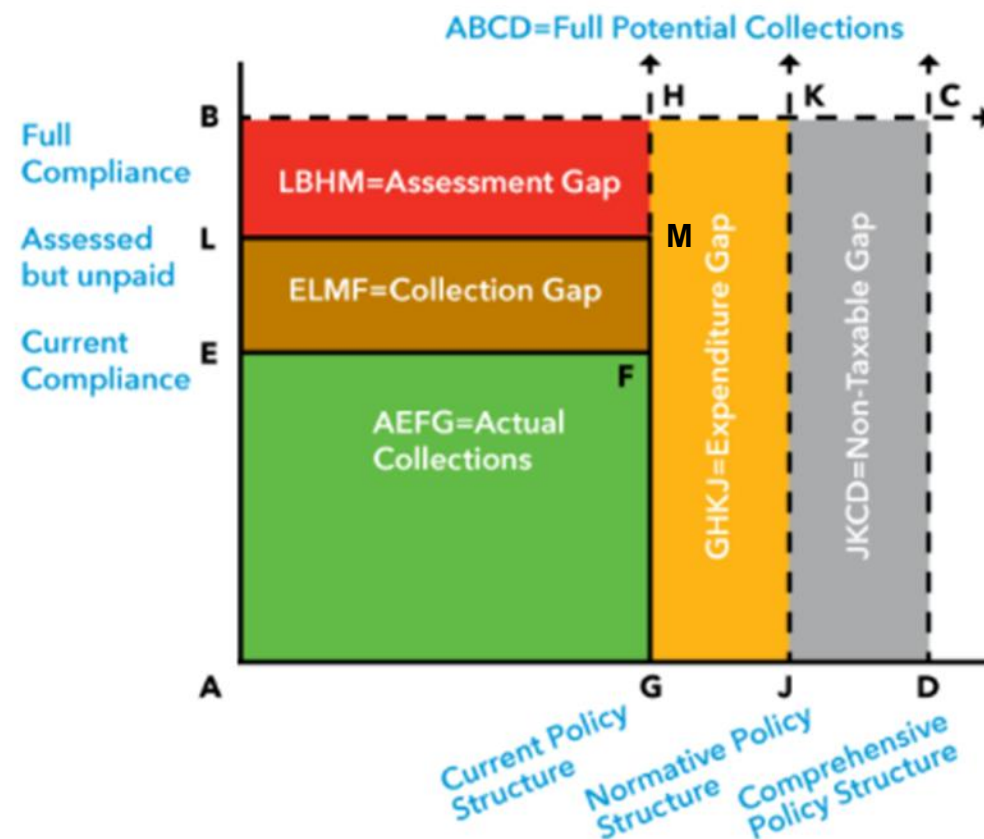 ABCD=Full Potential Collections
H
K
C
B
Full
Compliance
LBHM=Assessment Gap
Assessed
but unpaid
L
M
ELMF=Collection Gap
Current
Compliance
E
F
AEFG=Actual
Collections
GHKJ=Expenditure Gap
JKCD=Non-Taxable Gap
A
G
J
D
Current Policy
Structure
Normative Policy
Structure
Comprehensive
Policy Structure